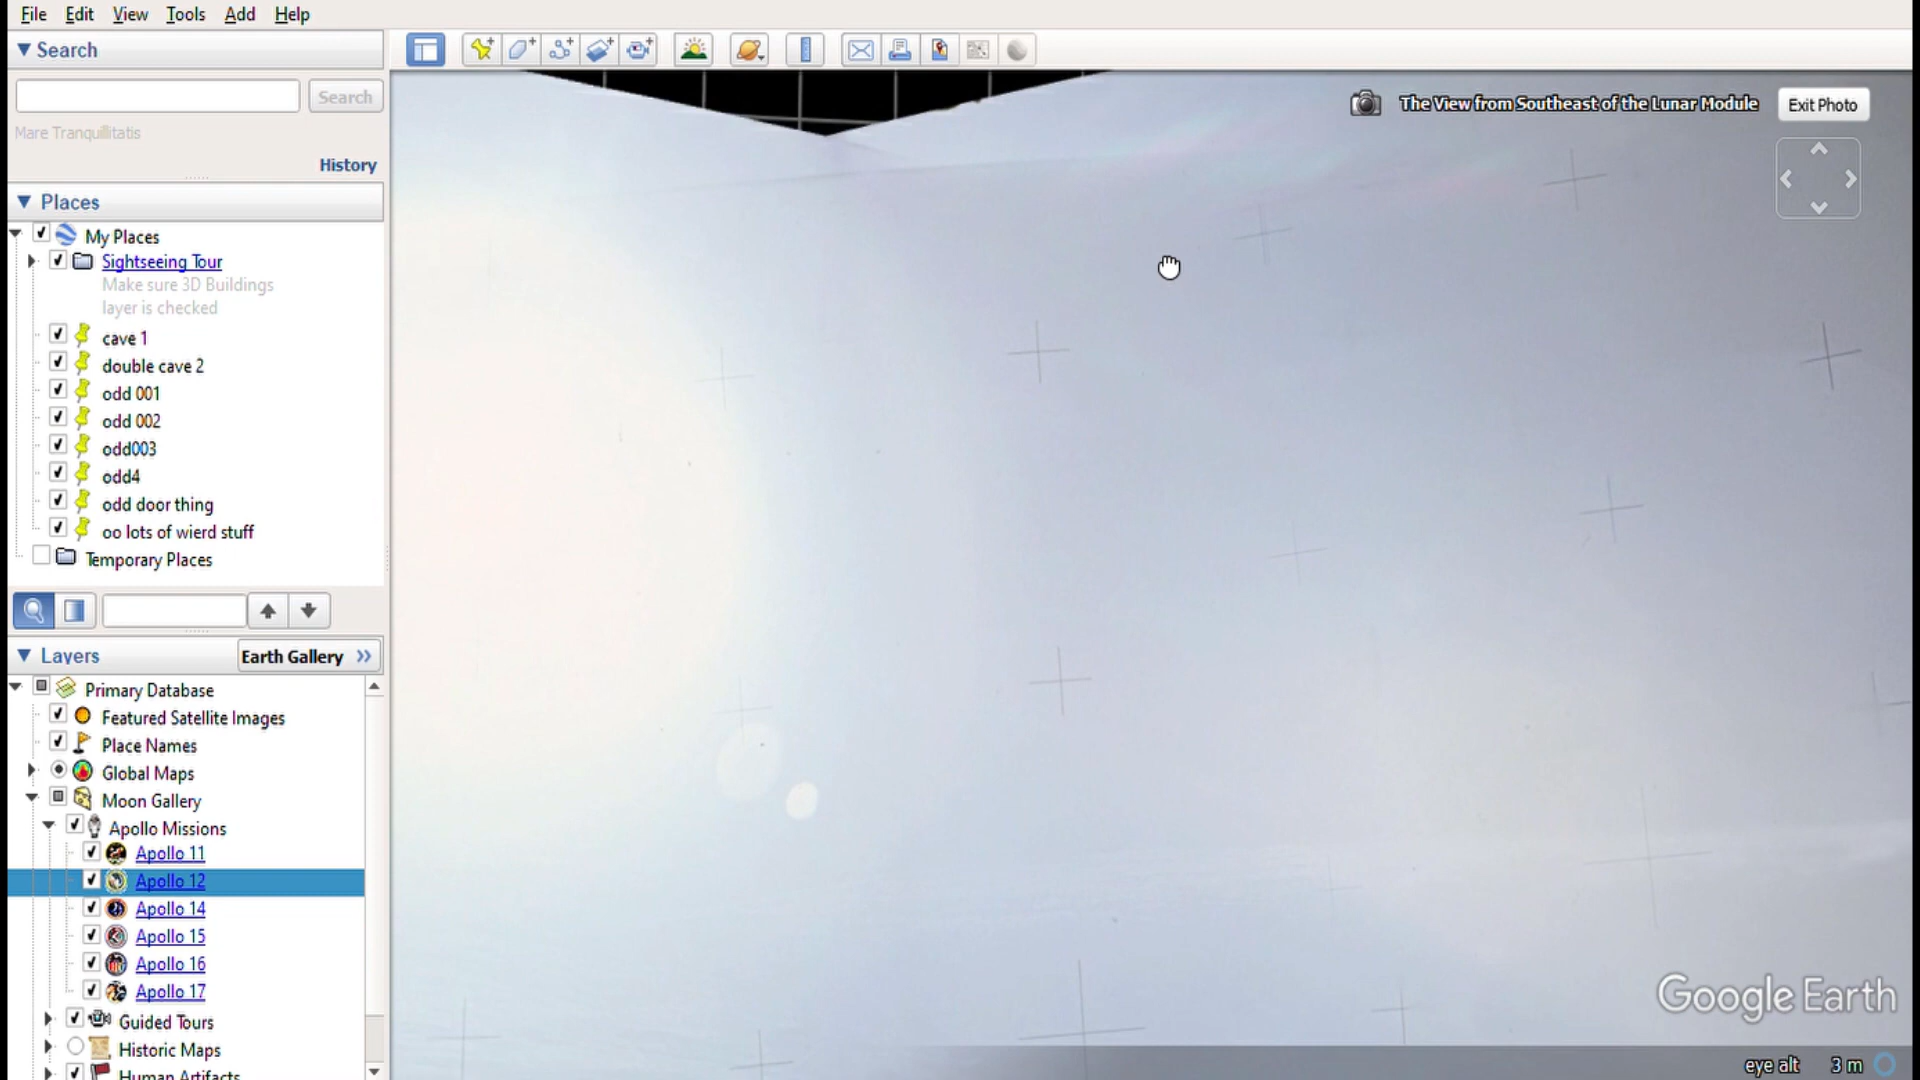 File Edit View Tools Add Help
Search
Search
Mare Tranquillitatis
History
Places
My Places
Sightseeing Tour
Make sure 3D Buildings
layer is checked
cave 1
double cave 2
odd 001
odd 002
odd003
odd4
odd door thing
oo lots of wierd stuff
Temporary Places
Layers
Earth Gallery
Primary Database
Featured Satellite Images
Place Names
Global Maps
Moon Gallery
Apollo Missions
Apollo 11
Apollo 12
Apollo 14
Apollo 15
Apollo 16
Apollo 17
Guided Tours
Historic Maps
Human Artifacts
The View from Southeast of the Lunar Module
Exit Photo
Google Earth
eye alt 3 m